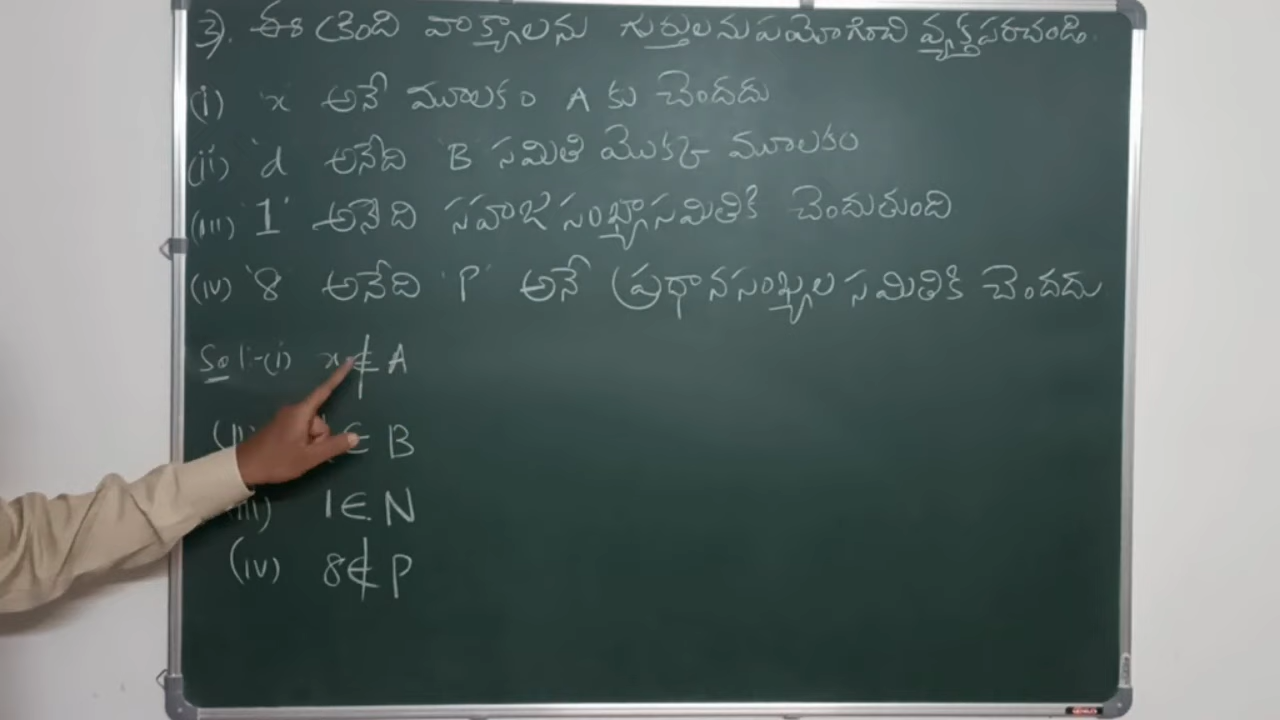 3). ఈ క్రింది వాక్యాలను గుర్తులనుపయోగించి వ్యక్తపరచండి.
(i) 'x' అనే మూలకం A కు చెందదు
(ii) 'd అనేది 'B' సమితి మొక్క మూలకం
(iii) '1' అనేది సహజసంఖ్యాసమితికి చెందుతుంది
(iv) '8' అనేది 'P' అనే ప్రధానసంఖ్యల సమితికి చెందదు
Sol:-(i) x ∉ A
∈ B
iii) 1 ∈ N
(iv) 8 ∉ P